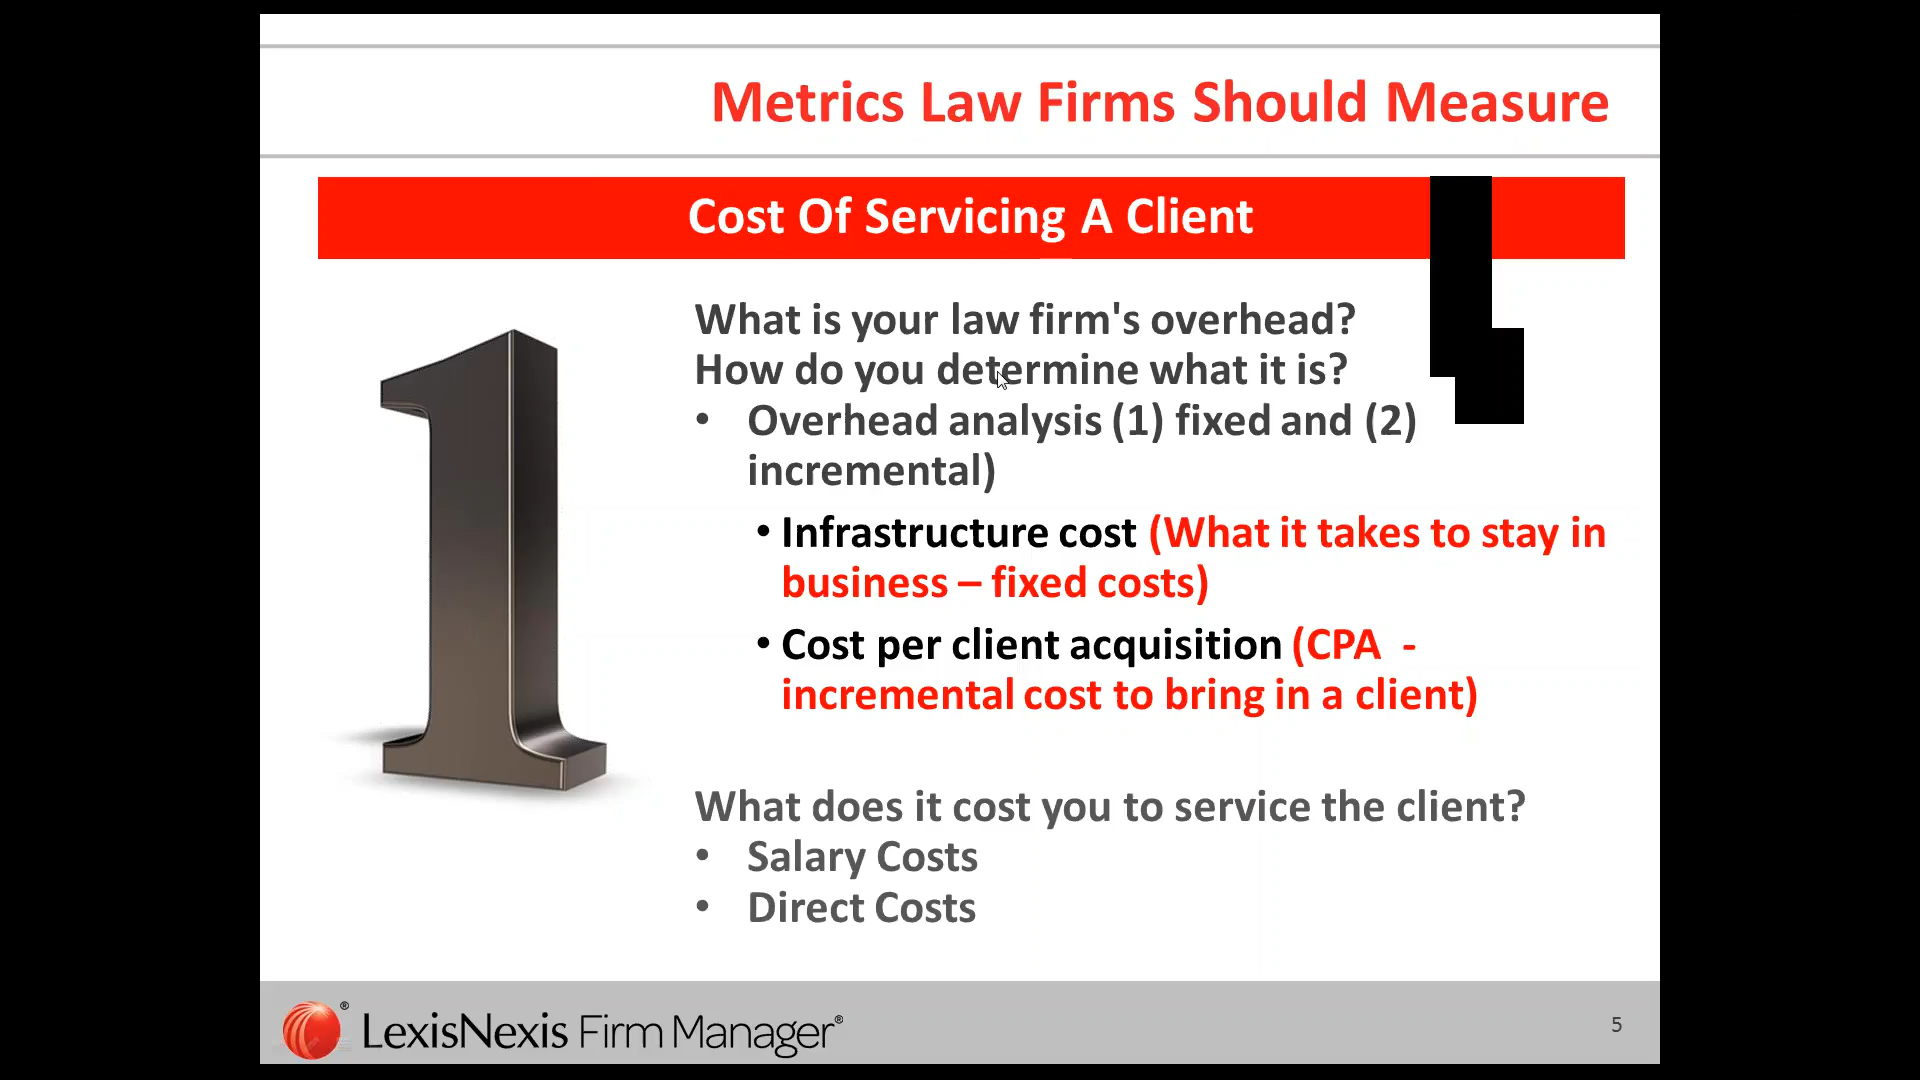 Metrics Law Firms Should Measure
Cost Of Servicing A Client
1
What is your law firm's overhead?
How do you determine what it is?
• Overhead analysis (1) fixed and (2)
incremental)
• Infrastructure cost (What it takes to stay in
business – fixed costs)
• Cost per client acquisition (CPA -
incremental cost to bring in a client)
What does it cost you to service the client?
• Salary Costs
• Direct Costs
® LexisNexis Firm Manager®
5